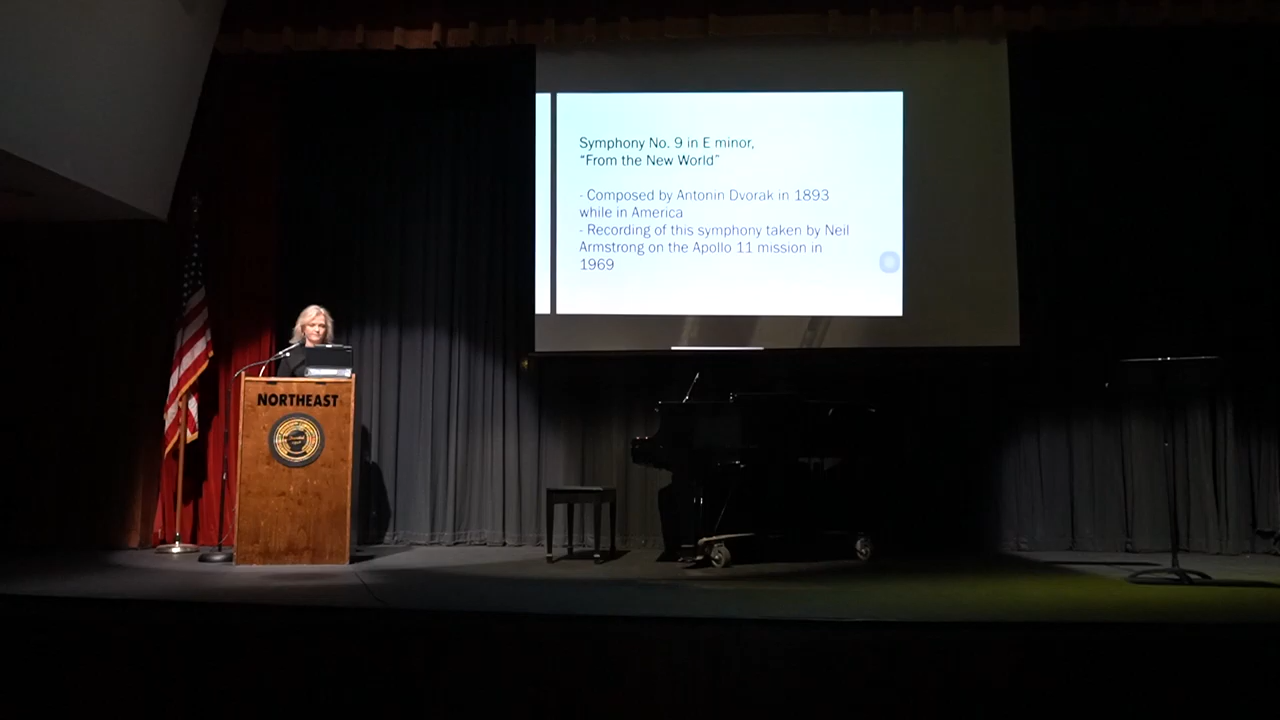 Symphony No. 9 in E minor,
“From the New World”
- Composed by Antonin Dvorak in 1893
while in America
- Recording of this symphony taken by Neil
Armstrong on the Apollo 11 mission in
1969
NORTHEAST